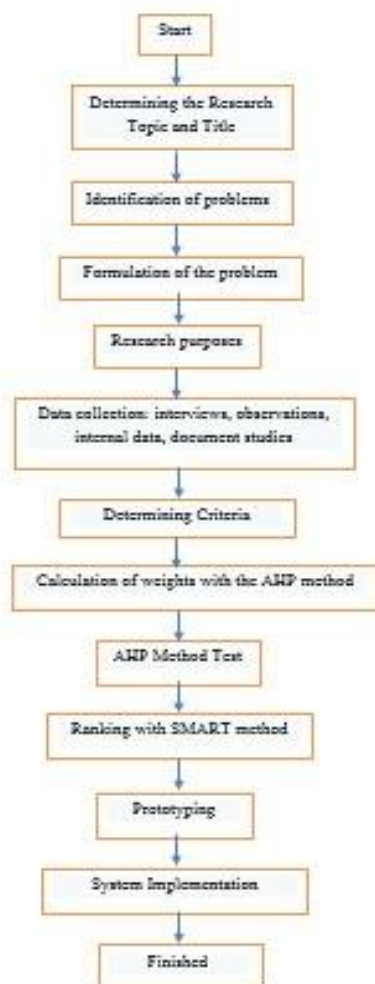 Start
Determining the Research
Topic and Title
Identification of problems
Formulation of the problem
Research purposes
Data collection: interviews, observations,
internal data, document studies
Determining Criteria
Calculation of weights with the AHP method
AHP Method Test
Ranking with SMART method
Prototyping
System Implementation
Finished